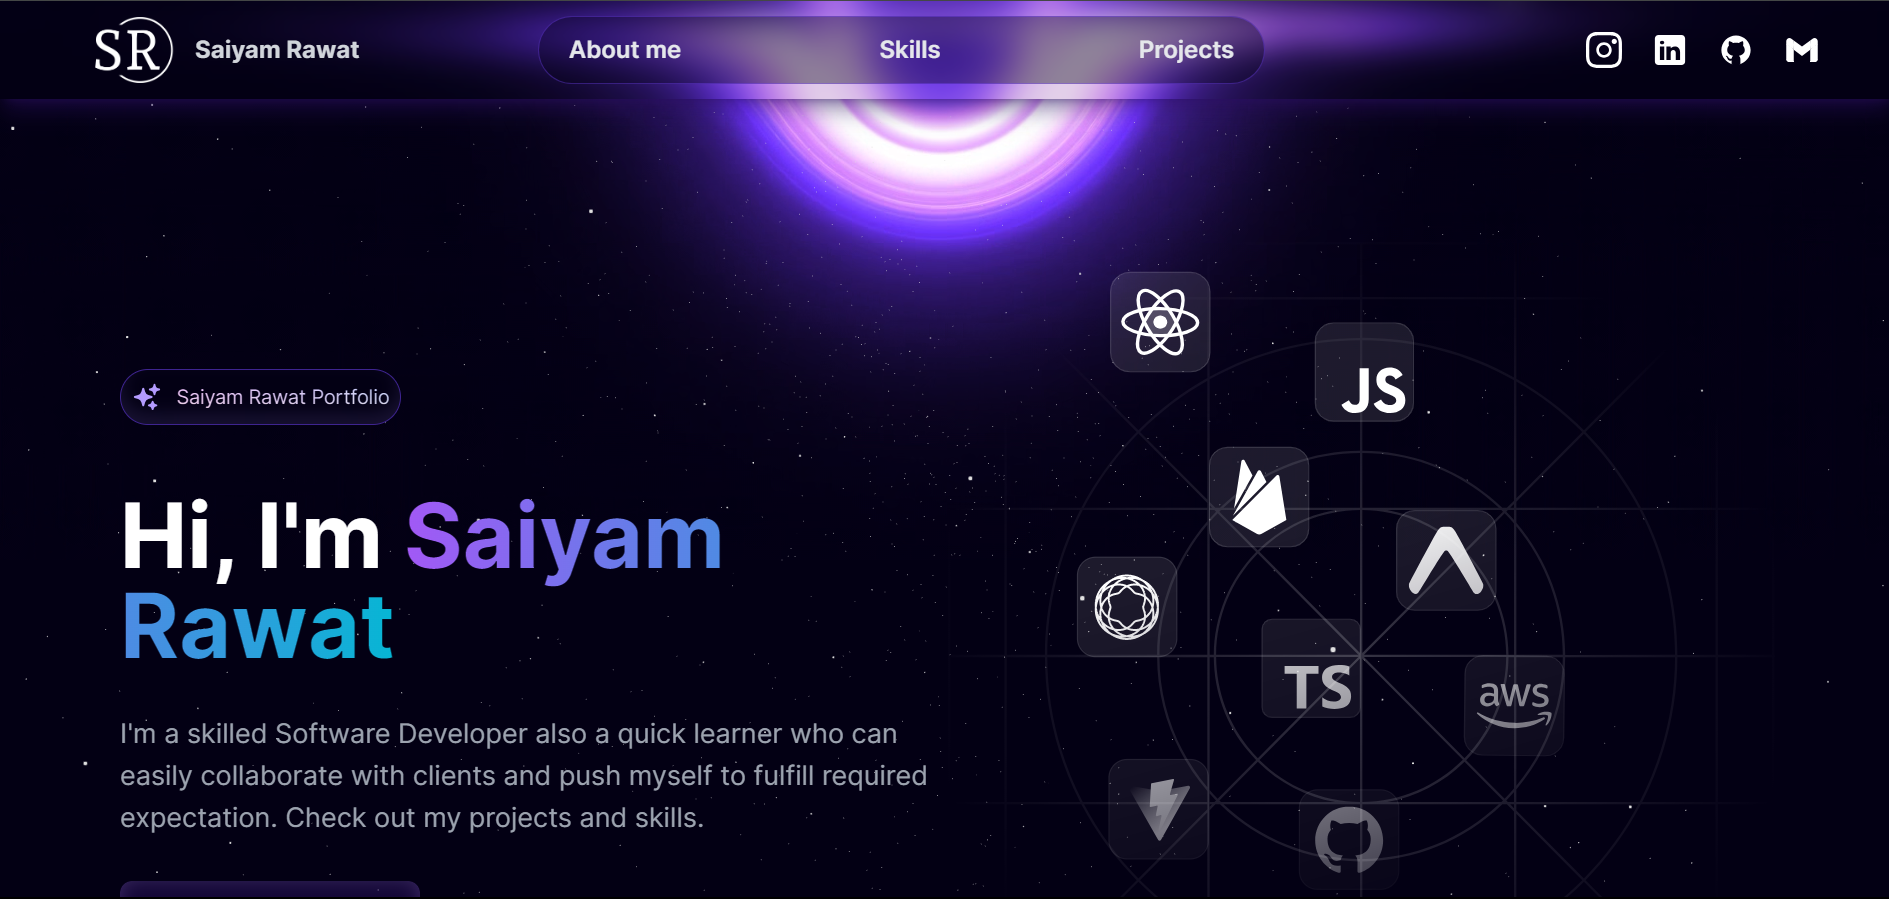 SR Saiyam Rawat About me Skills Projects
Saiyam Rawat Portfolio
Hi, I'm Saiyam
Rawat
I'm a skilled Software Developer also a quick learner who can
easily collaborate with clients and push myself to fulfill required
expectation. Check out my projects and skills.
JS
TS
aws